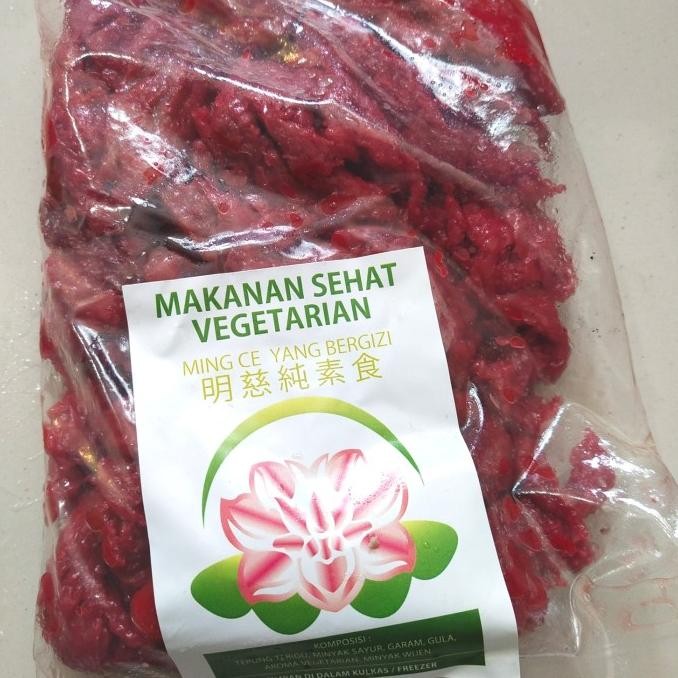 MAKANAN SEHAT
VEGETARIAN
MING CE YANG BERGIZI
明慈純素食
KOMPOSISI :
TEPUNG TERIGU, MINYAK SAYUR, GARAM, GULA,
AROMA VEGETARIAN, MINYAK WIJEN
DI DALAM KULKAS / FREEZER